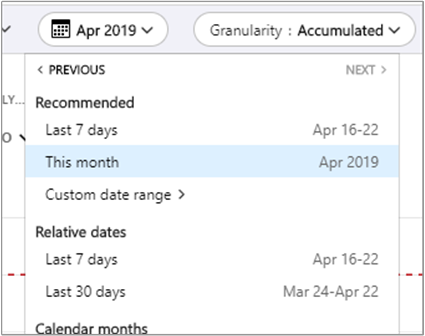 Apr 2019 Granularity : Accumulated
< PREVIOUS NEXT >
LY...
Recommended
Last 7 days Apr 16-22
O
This month Apr 2019
Custom date range >
Relative dates
Last 7 days Apr 16-22
Last 30 days Mar 24-Apr 22
Calendar months